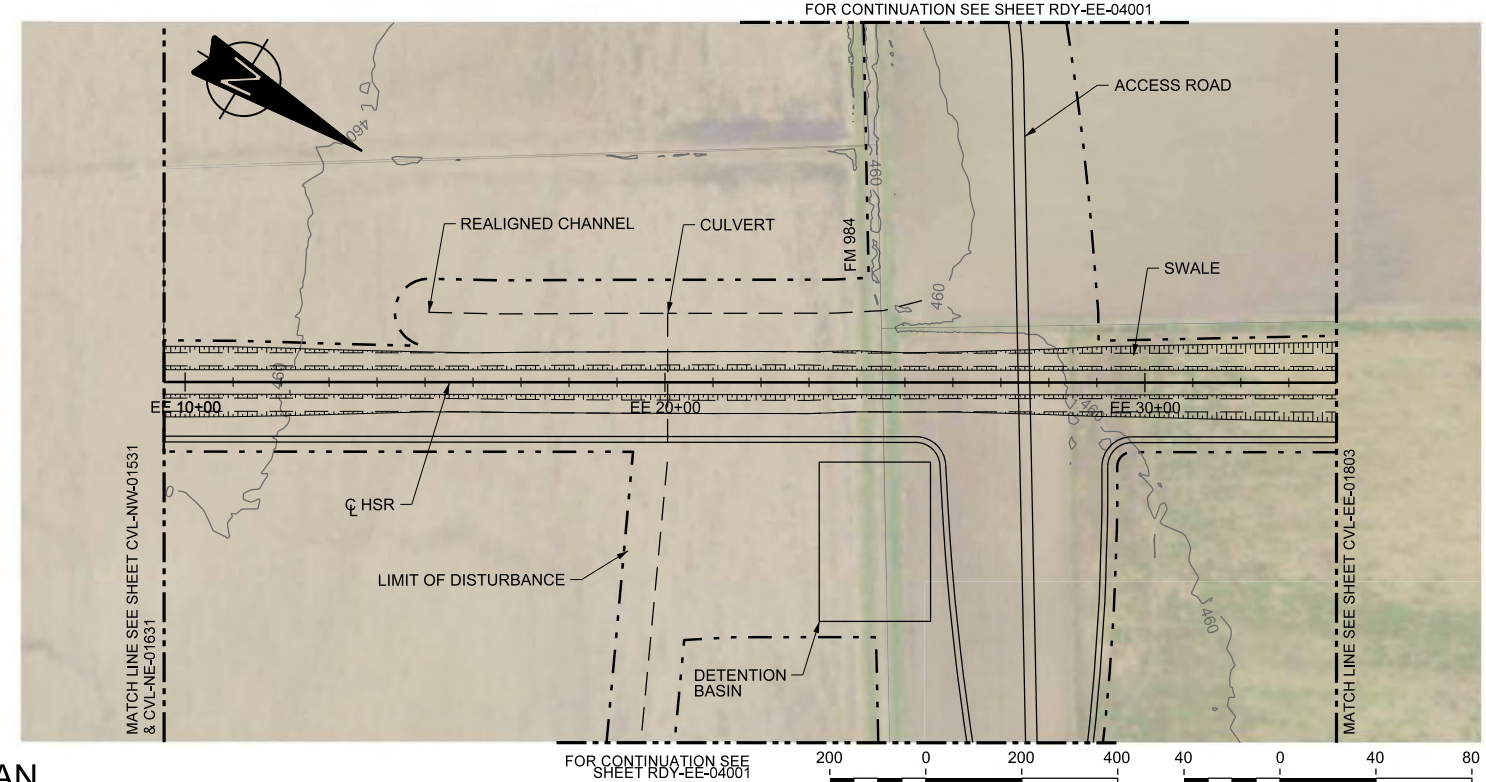 FOR CONTINUATION SEE SHEET RDY-EE-04001
ACCESS ROAD
460
460
REALIGNED CHANNEL
CULVERT
FM 984
SWALE
460
460
EE 10+00
EE 20+00
EE 30+00
460
℄ HSR
LIMIT OF DISTURBANCE
460
DETENTION
BASIN
MATCH LINE SEE SHEET CVL-NW-01531
& CVL-NE-01631
MATCH LINE SEE SHEET CVL-EE-01803
FOR CONTINUATION SEE
SHEET RDY-EE-04001
200 0 200 400 40 0 40 80